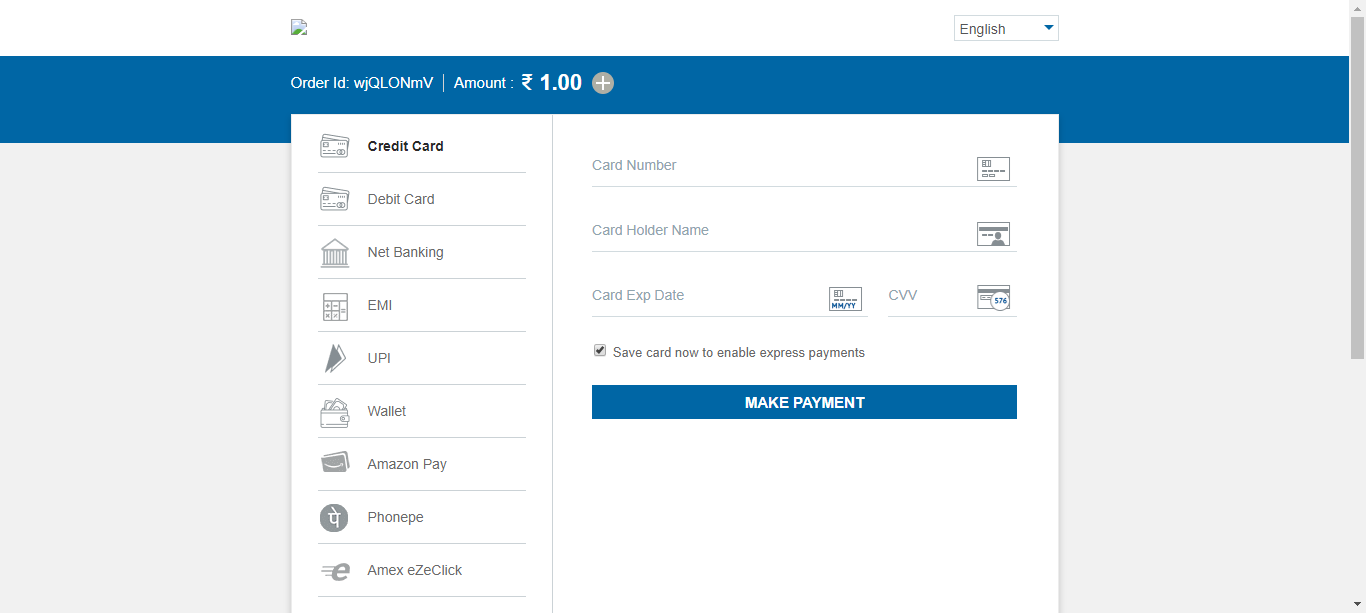 English
Order Id: wjQLONmV | Amount : ₹ 1.00
Credit Card
Debit Card
Net Banking
EMI
UPI
Wallet
Amazon Pay
Phonepe
Amex eZeClick
Card Number
Card Holder Name
Card Exp Date
MM/YY
CVV
576
Save card now to enable express payments
MAKE PAYMENT